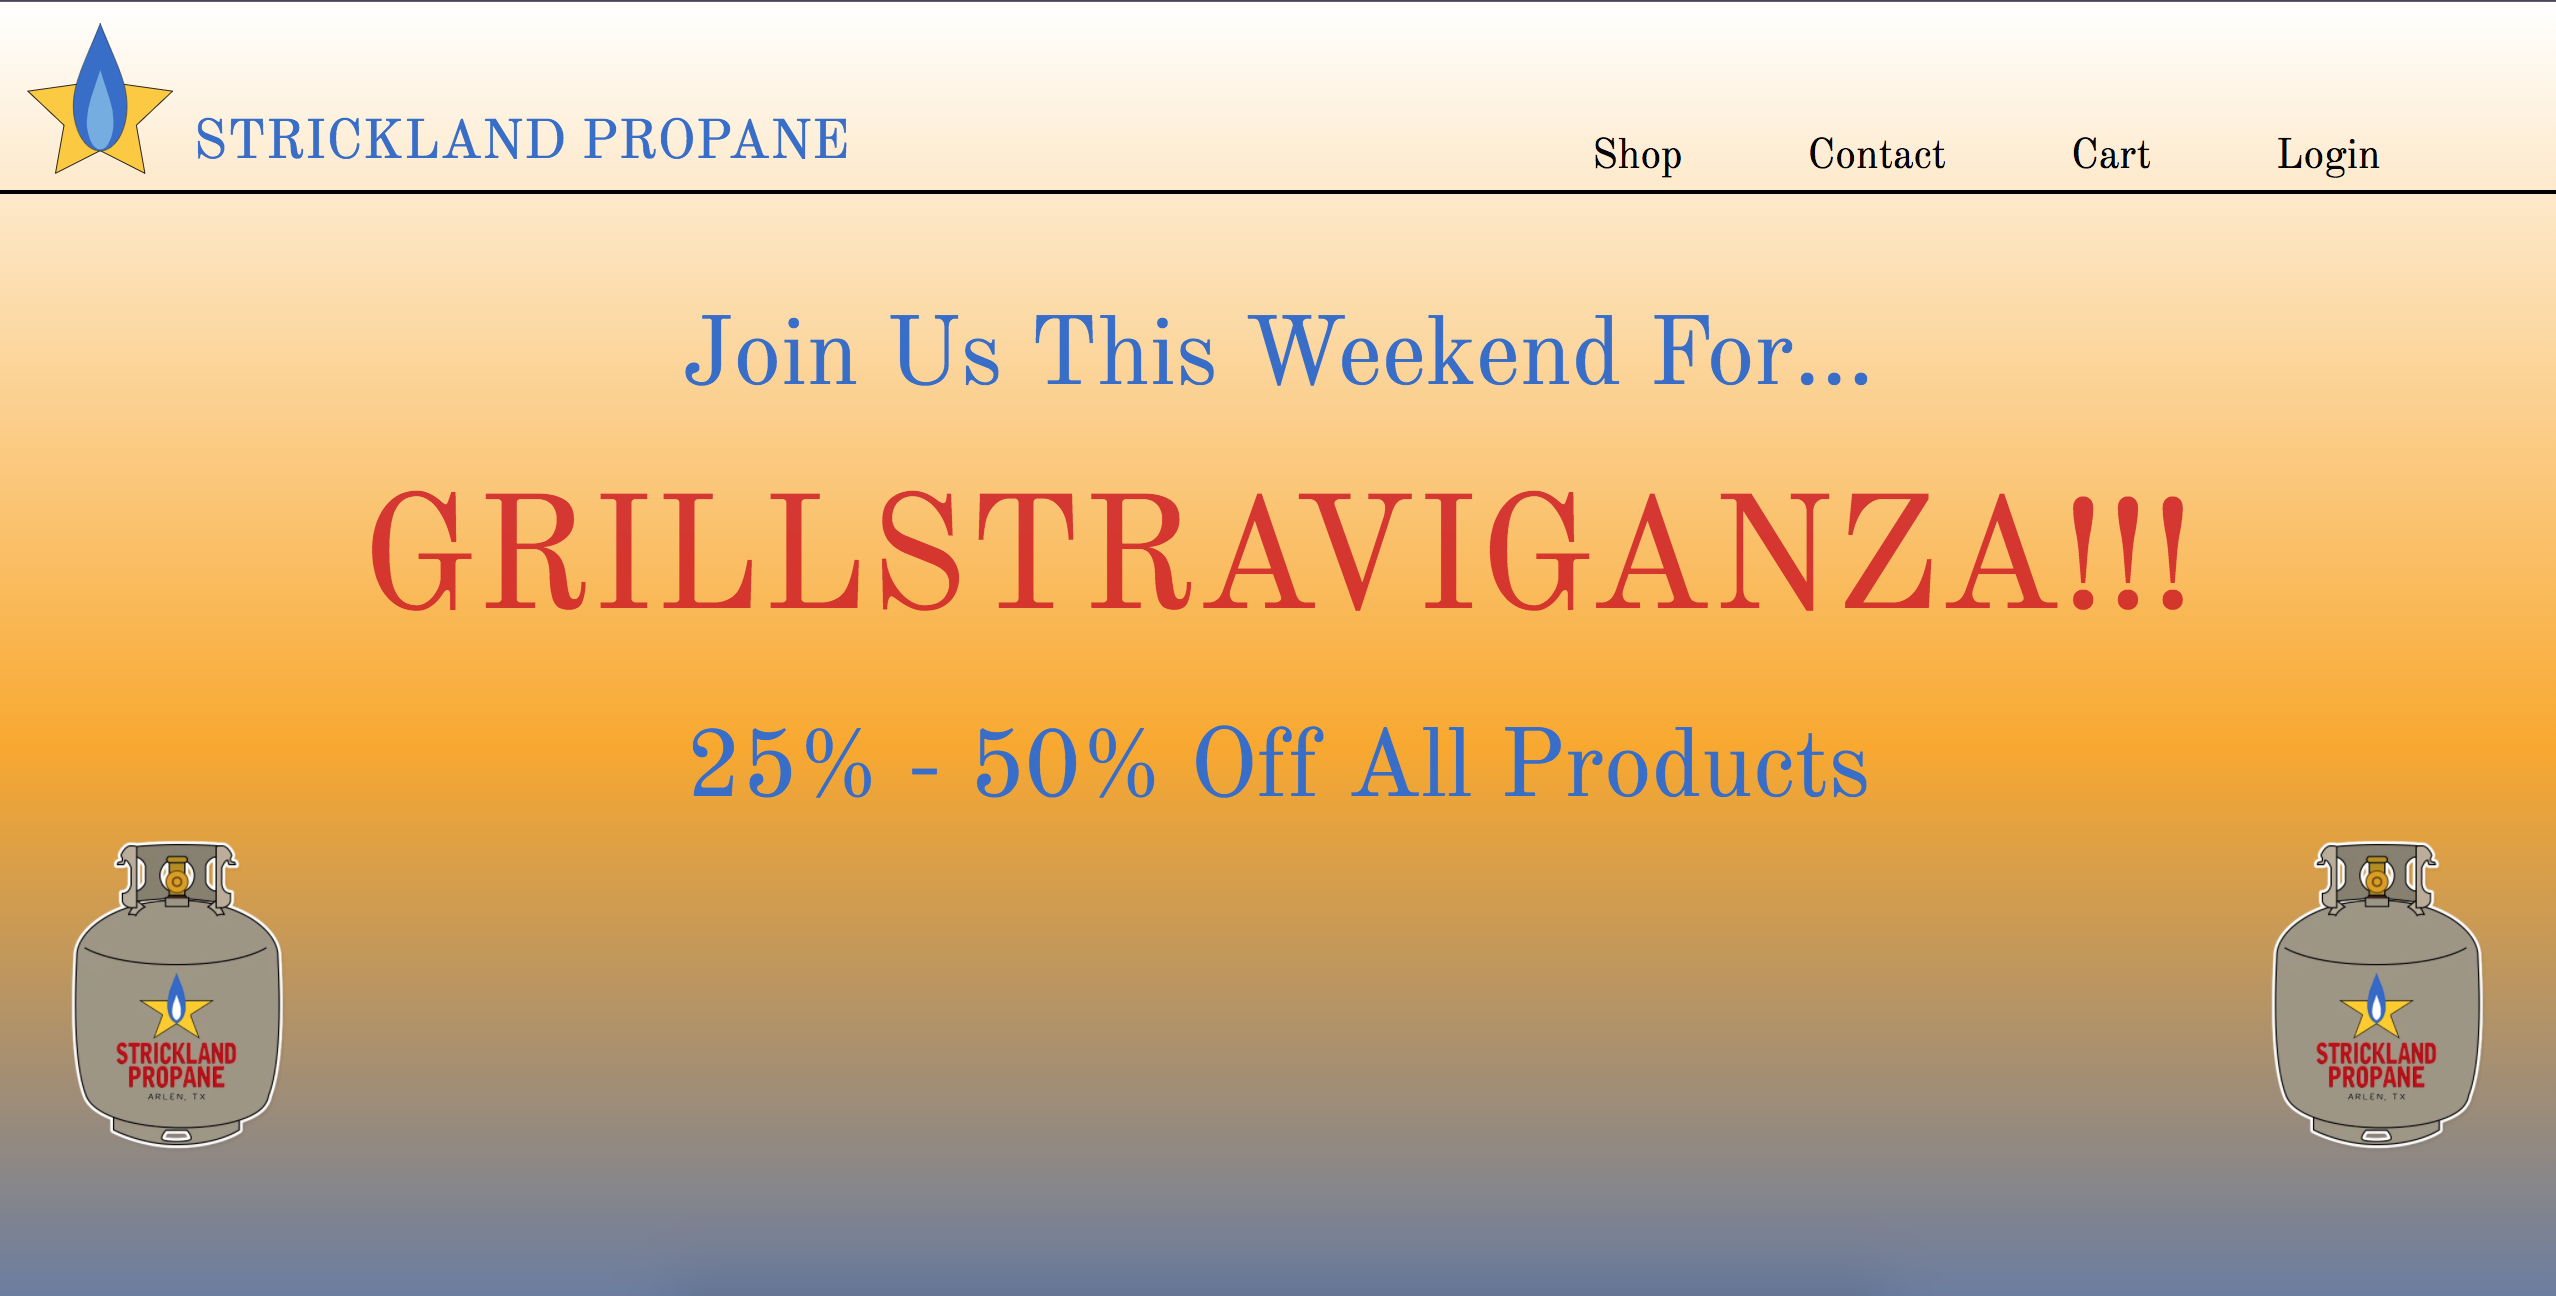 STRICKLAND PROPANE
Shop Contact Cart Login
Join Us This Weekend For...
GRILLSTRAVIGANZA!!!
25% - 50% Off All Products
STRICKLAND
PROPANE
ARLEN, TX
STRICKLAND
PROPANE
ARLEN, TX